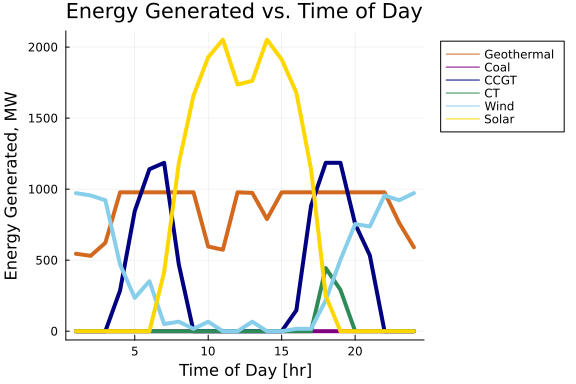 Energy Generated vs. Time of Day
Energy Generated, MW
2000
1500
1000
500
0
5
10
15
20
Time of Day [hr]
Geothermal
Coal
CCGT
CT
Wind
Solar